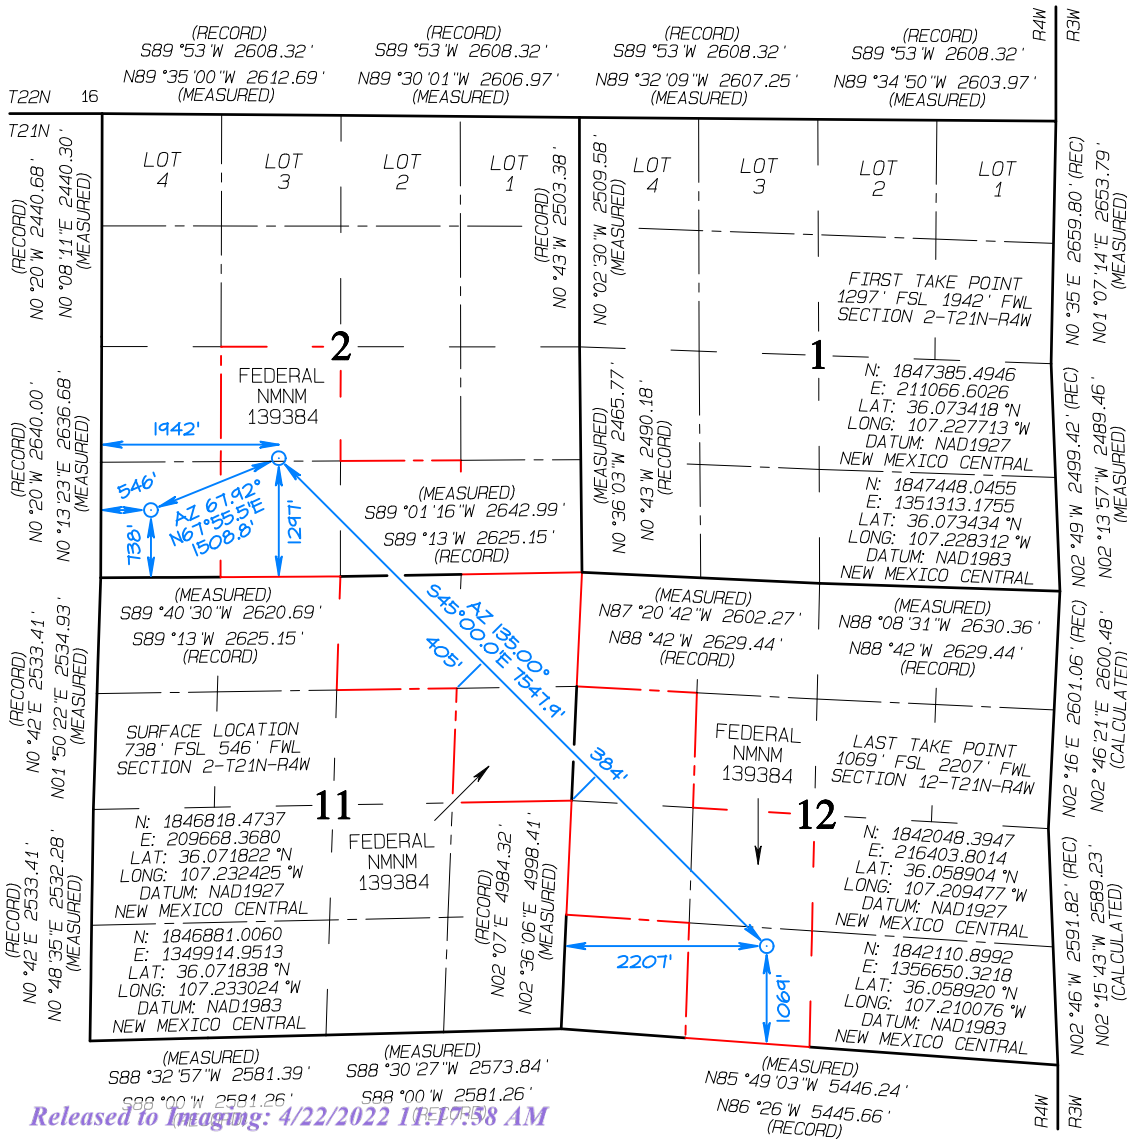 (RECORD)
S89°53'W 2608.32'
N89°35'00"W 2612.69'
(MEASURED)
(RECORD)
S89°53'W 2608.32'
N89°30'01"W 2606.97'
(MEASURED)
(RECORD)
S89°53'W 2608.32'
N89°32'09"W 2607.25'
(MEASURED)
(RECORD)
S89°53'W 2608.32'
N89°34'50"W 2603.97'
(MEASURED)
R4W
R3W
T22N 16
T21N
(RECORD)
N0°20'W 2440.68'
N0°08'11"E 2440.30'
(MEASURED)
LOT
4
LOT
3
LOT
2
LOT
1
(RECORD)
N0°43'W 2503.38'
N0°02'30"W 2509.58'
(MEASURED)
LOT
4
LOT
3
LOT
2
LOT
1
N0°35'E 2659.80' (REC)
N01°07'14"E 2653.79'
(MEASURED)
FIRST TAKE POINT
1297' FSL 1942' FWL
SECTION 2-T21N-R4W
2
1
FEDERAL
NMNM
139384
N: 1847385.4946
E: 211066.6026
LAT: 36.073418°N
LONG: 107.227713°W
DATUM: NAD1927
NEW MEXICO CENTRAL
N: 1847448.0455
E: 1351313.1755
LAT: 36.073434°N
LONG: 107.228312°W
DATUM: NAD1983
NEW MEXICO CENTRAL
(RECORD)
N0°20'W 2640.00'
N0°13'23"E 2636.68'
(MEASURED)
1942'
546'
738'
AZ 67.92°
N67°55.5'E
1508.8'
1297'
(MEASURED)
S89°01'16"W 2642.99'
S89°13'W 2625.15'
(RECORD)
(MEASURED)
N0°36'03"W 2465.77'
N0°43'W 2490.18'
(RECORD)
N02°49'W 2499.42' (REC)
N02°13'57"W 2489.46'
(MEASURED)
(MEASURED)
S89°40'30"W 2620.69'
S89°13'W 2625.15'
(RECORD)
AZ 135.00°
S45°00.0'E 7547.9'
405'
(MEASURED)
N87°20'42"W 2602.27'
N88°42'W 2629.44'
(RECORD)
(MEASURED)
N88°08'31"W 2630.36'
N88°42'W 2629.44'
(RECORD)
(RECORD)
N0°42'E 2533.41'
N01°50'22"E 2534.93'
(MEASURED)
N02°16'E 2601.06' (REC)
N02°46'21"E 2600.48'
(CALCULATED)
SURFACE LOCATION
738' FSL 546' FWL
SECTION 2-T21N-R4W
11
384'
FEDERAL
NMNM
139384
LAST TAKE POINT
1069' FSL 2207' FWL
SECTION 12-T21N-R4W
12
N: 1846818.4737
E: 209668.3680
LAT: 36.071822°N
LONG: 107.232425°W
DATUM: NAD1927
NEW MEXICO CENTRAL
FEDERAL
NMNM
139384
N: 1842048.3947
E: 216403.8014
LAT: 36.058904°N
LONG: 107.209477°W
DATUM: NAD1927
NEW MEXICO CENTRAL
(RECORD)
N0°42'E 2533.41'
N0°48'35"E 2532.28'
(MEASURED)
N: 1846881.0060
E: 1349914.9513
LAT: 36.071838°N
LONG: 107.233024°W
DATUM: NAD1983
NEW MEXICO CENTRAL
(RECORD)
N02°07'E 4984.32'
N02°36'06"E 4998.41'
(MEASURED)
2207'
1069'
N: 1842110.8992
E: 1356650.3218
LAT: 36.058920°N
LONG: 107.210076°W
DATUM: NAD1983
NEW MEXICO CENTRAL
N02°46'W 2591.82' (REC)
N02°15'43"W 2589.23'
(CALCULATED)
(MEASURED)
S88°32'57"W 2581.39'
S88°00'W 2581.26'
(RECORD)
(MEASURED)
S88°30'27"W 2573.84'
S88°00'W 2581.26'
(RECORD)
(MEASURED)
N85°49'03"W 5446.24'
N86°26'W 5445.66'
(RECORD)
R4W
R3W
Released to Imaging: 4/22/2022 11:17:58 AM